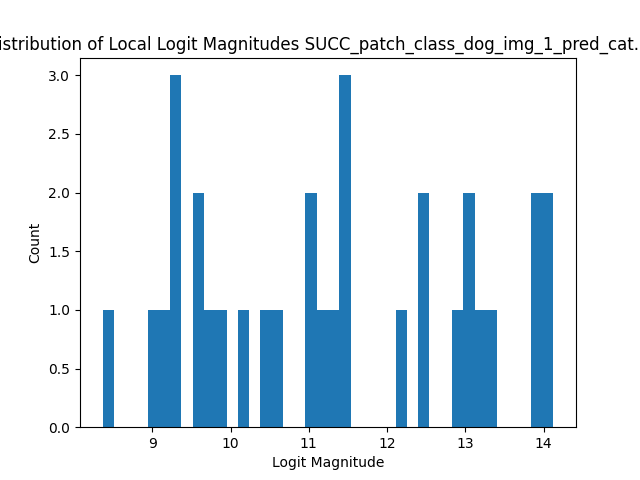 istribution of Local Logit Magnitudes SUCC_patch_class_dog_img_1_pred_cat.
3.0
2.5
2.0
1.5
1.0
0.5
0.0
Count
9 10 11 12 13 14
Logit Magnitude